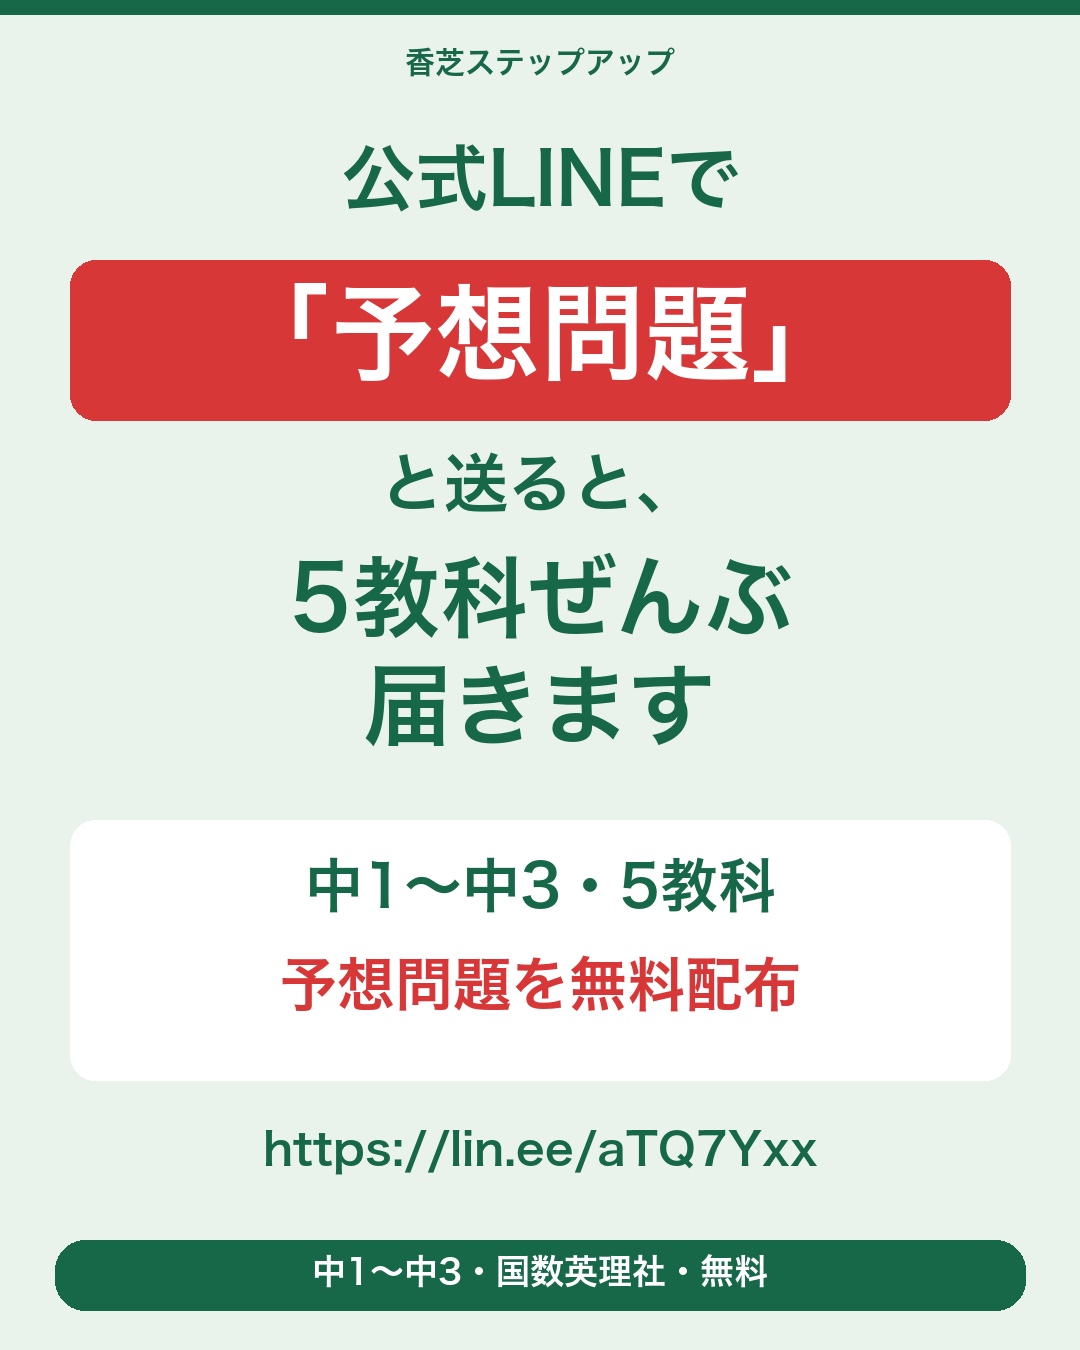 香芝ステップアップ
公式LINEで
「予想問題」
と送ると、
5教科ぜんぶ
届きます
中1〜中3・5教科
予想問題を無料配布
https://lin.ee/aTQ7Yxx
中1〜中3・国数英理社・無料